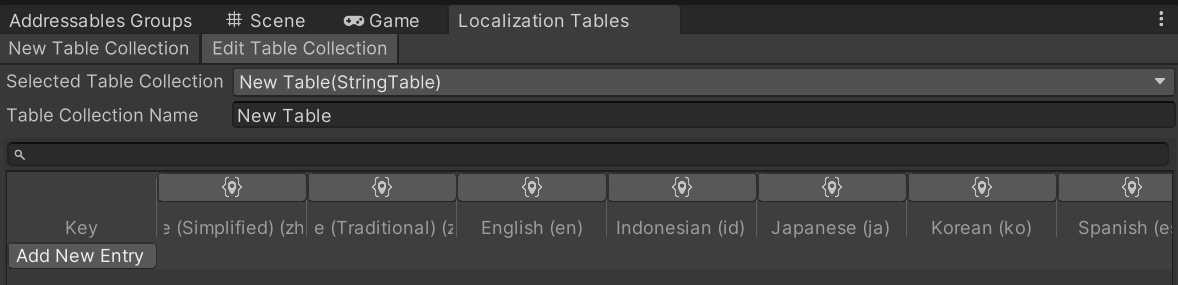 Addressables Groups Scene Game Localization Tables
New Table Collection Edit Table Collection
Selected Table Collection New Table(StringTable)
Table Collection Name New Table
Key e (Simplified) (zh e (Traditional) (z English (en) Indonesian (id) Japanese (ja) Korean (ko) Spanish (e
Add New Entry